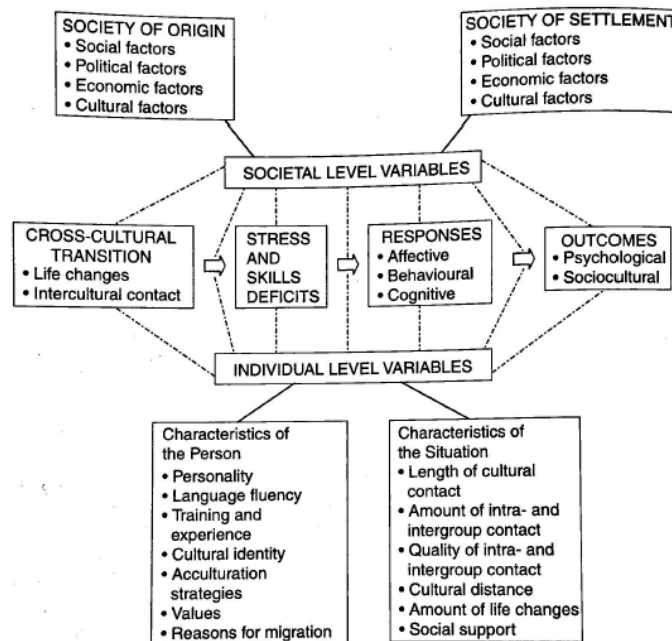 SOCIETY OF ORIGIN
• Social factors
• Political factors
• Economic factors
• Cultural factors
SOCIETY OF SETTLEMENT
• Social factors
• Political factors
• Economic factors
• Cultural factors
SOCIETAL LEVEL VARIABLES
CROSS-CULTURAL
TRANSITION
• Life changes
• Intercultural contact
STRESS
AND
SKILLS
DEFICITS
RESPONSES
• Affective
• Behavioural
• Cognitive
OUTCOMES
• Psychological
• Sociocultural
INDIVIDUAL LEVEL VARIABLES
Characteristics of
the Person
• Personality
• Language fluency
• Training and
experience
• Cultural identity
• Acculturation
strategies
• Values
• Reasons for migration
Characteristics of
the Situation
• Length of cultural
contact
• Amount of intra- and
intergroup contact
• Quality of intra- and
intergroup contact
• Cultural distance
• Amount of life changes
• Social support